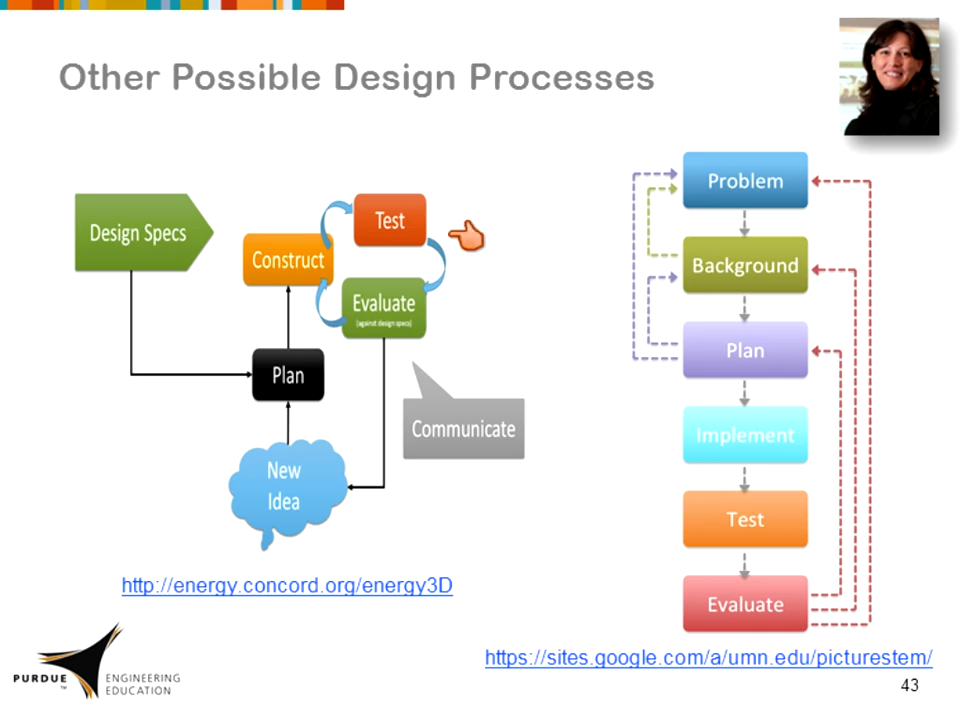 Other Possible Design Processes
Design Specs
Construct
Test
Evaluate
(against design specs)
Plan
Communicate
New
Idea
http://energy.concord.org/energy3D
Problem
Background
Plan
Implement
Test
Evaluate
https://sites.google.com/a/umn.edu/picturestem/
PURDUE
TM
ENGINEERING
EDUCATION
43